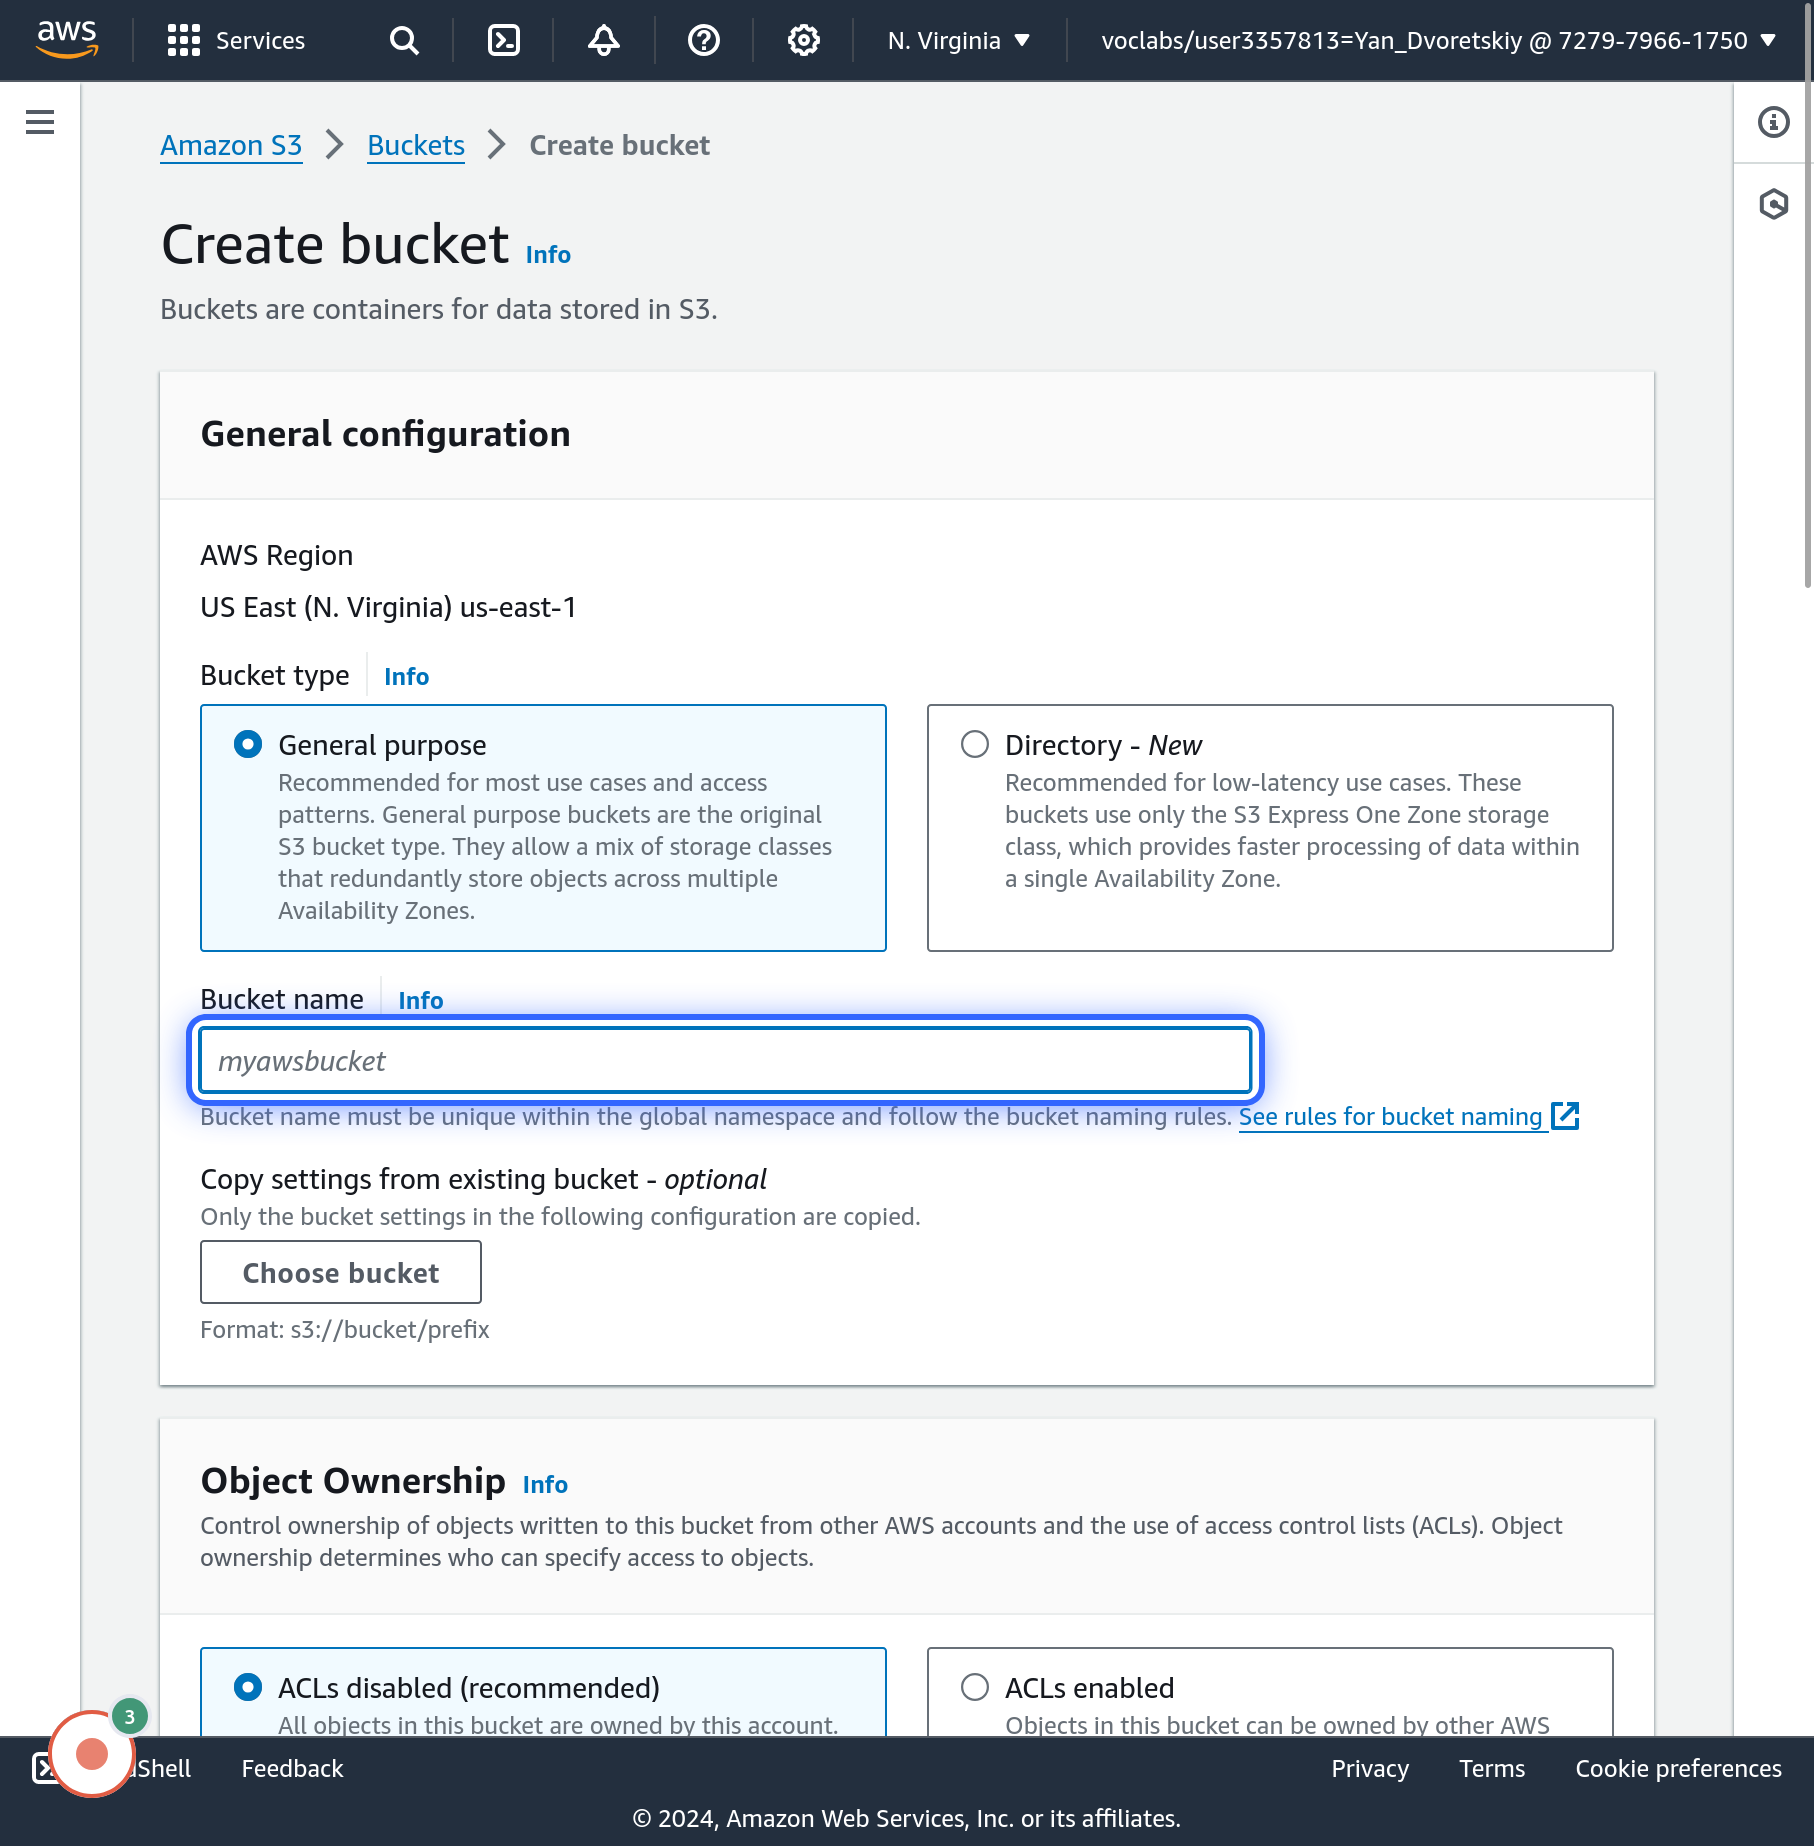 aws
Services
N. Virginia
voclabs/user3357813=Yan_Dvoretskiy @ 7279-7966-1750
Amazon S3
Buckets
Create bucket
Create bucket Info
Buckets are containers for data stored in S3.
General configuration
AWS Region
US East (N. Virginia) us-east-1
Bucket type Info
General purpose
Recommended for most use cases and access
patterns. General purpose buckets are the original
S3 bucket type. They allow a mix of storage classes
that redundantly store objects across multiple
Availability Zones.
Directory - New
Recommended for low-latency use cases. These
buckets use only the S3 Express One Zone storage
class, which provides faster processing of data within
a single Availability Zone.
Bucket name Info
myawsbucket
Bucket name must be unique within the global namespace and follow the bucket naming rules. See rules for bucket naming
Copy settings from existing bucket - optional
Only the bucket settings in the following configuration are copied.
Choose bucket
Format: s3://bucket/prefix
Object Ownership Info
Control ownership of objects written to this bucket from other AWS accounts and the use of access control lists (ACLs). Object
ownership determines who can specify access to objects.
ACLs disabled (recommended)
All objects in this bucket are owned by this account.
ACLs enabled
Objects in this bucket can be owned by other AWS
3
Shell
Feedback
Privacy
Terms
Cookie preferences
© 2024, Amazon Web Services, Inc. or its affiliates.